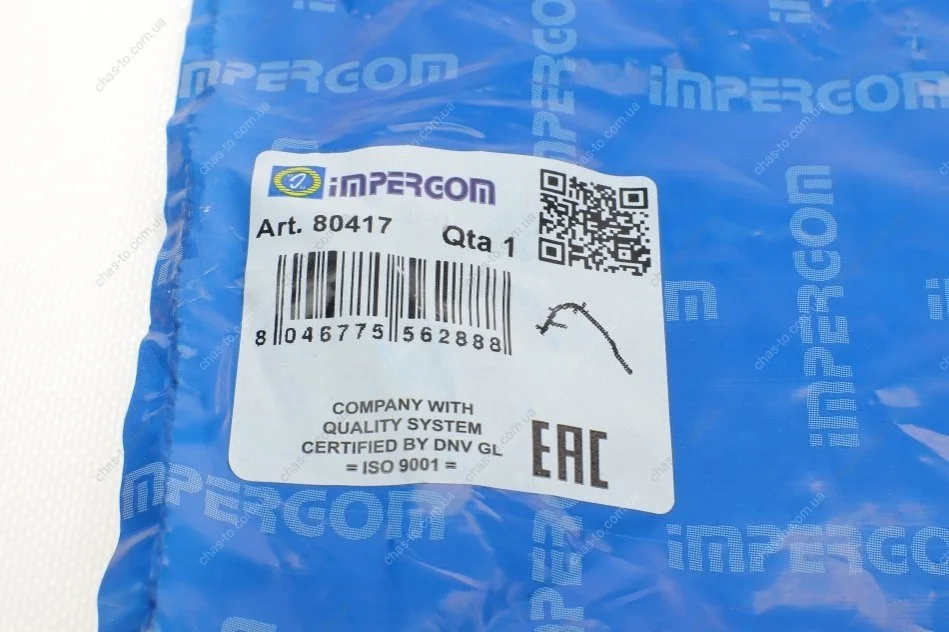 iMPERGOM
Art. 80417
Qta 1
8 046775 562888
COMPANY WITH
QUALITY SYSTEM
CERTIFIED BY DNV GL
= ISO 9001 =
EAC
iMPERGOM
iMPERGOM
iMPERGOM
iMPERGOM
iMPERGO
chas-to.com.ua